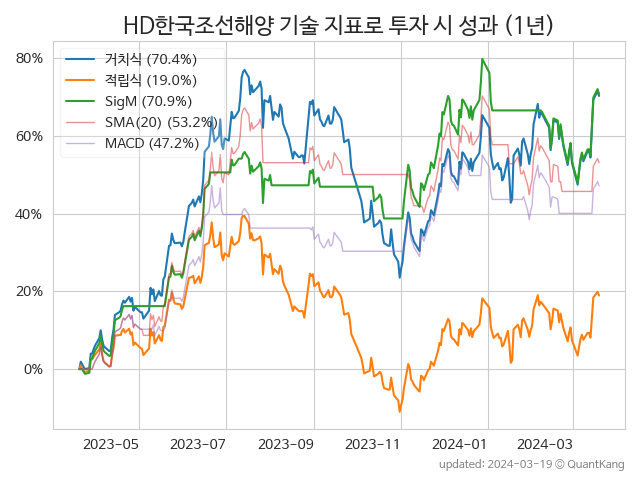 HD한국조선해양 기술 지표로 투자 시 성과 (1년)
80%
60%
40%
20%
0%
거치식 (70.4%)
적립식 (19.0%)
SigM (70.9%)
SMA(20) (53.2%)
MACD (47.2%)
2023-05
2023-07
2023-09
2023-11
2024-01
2024-03
updated: 2024-03-19 © QuantKang